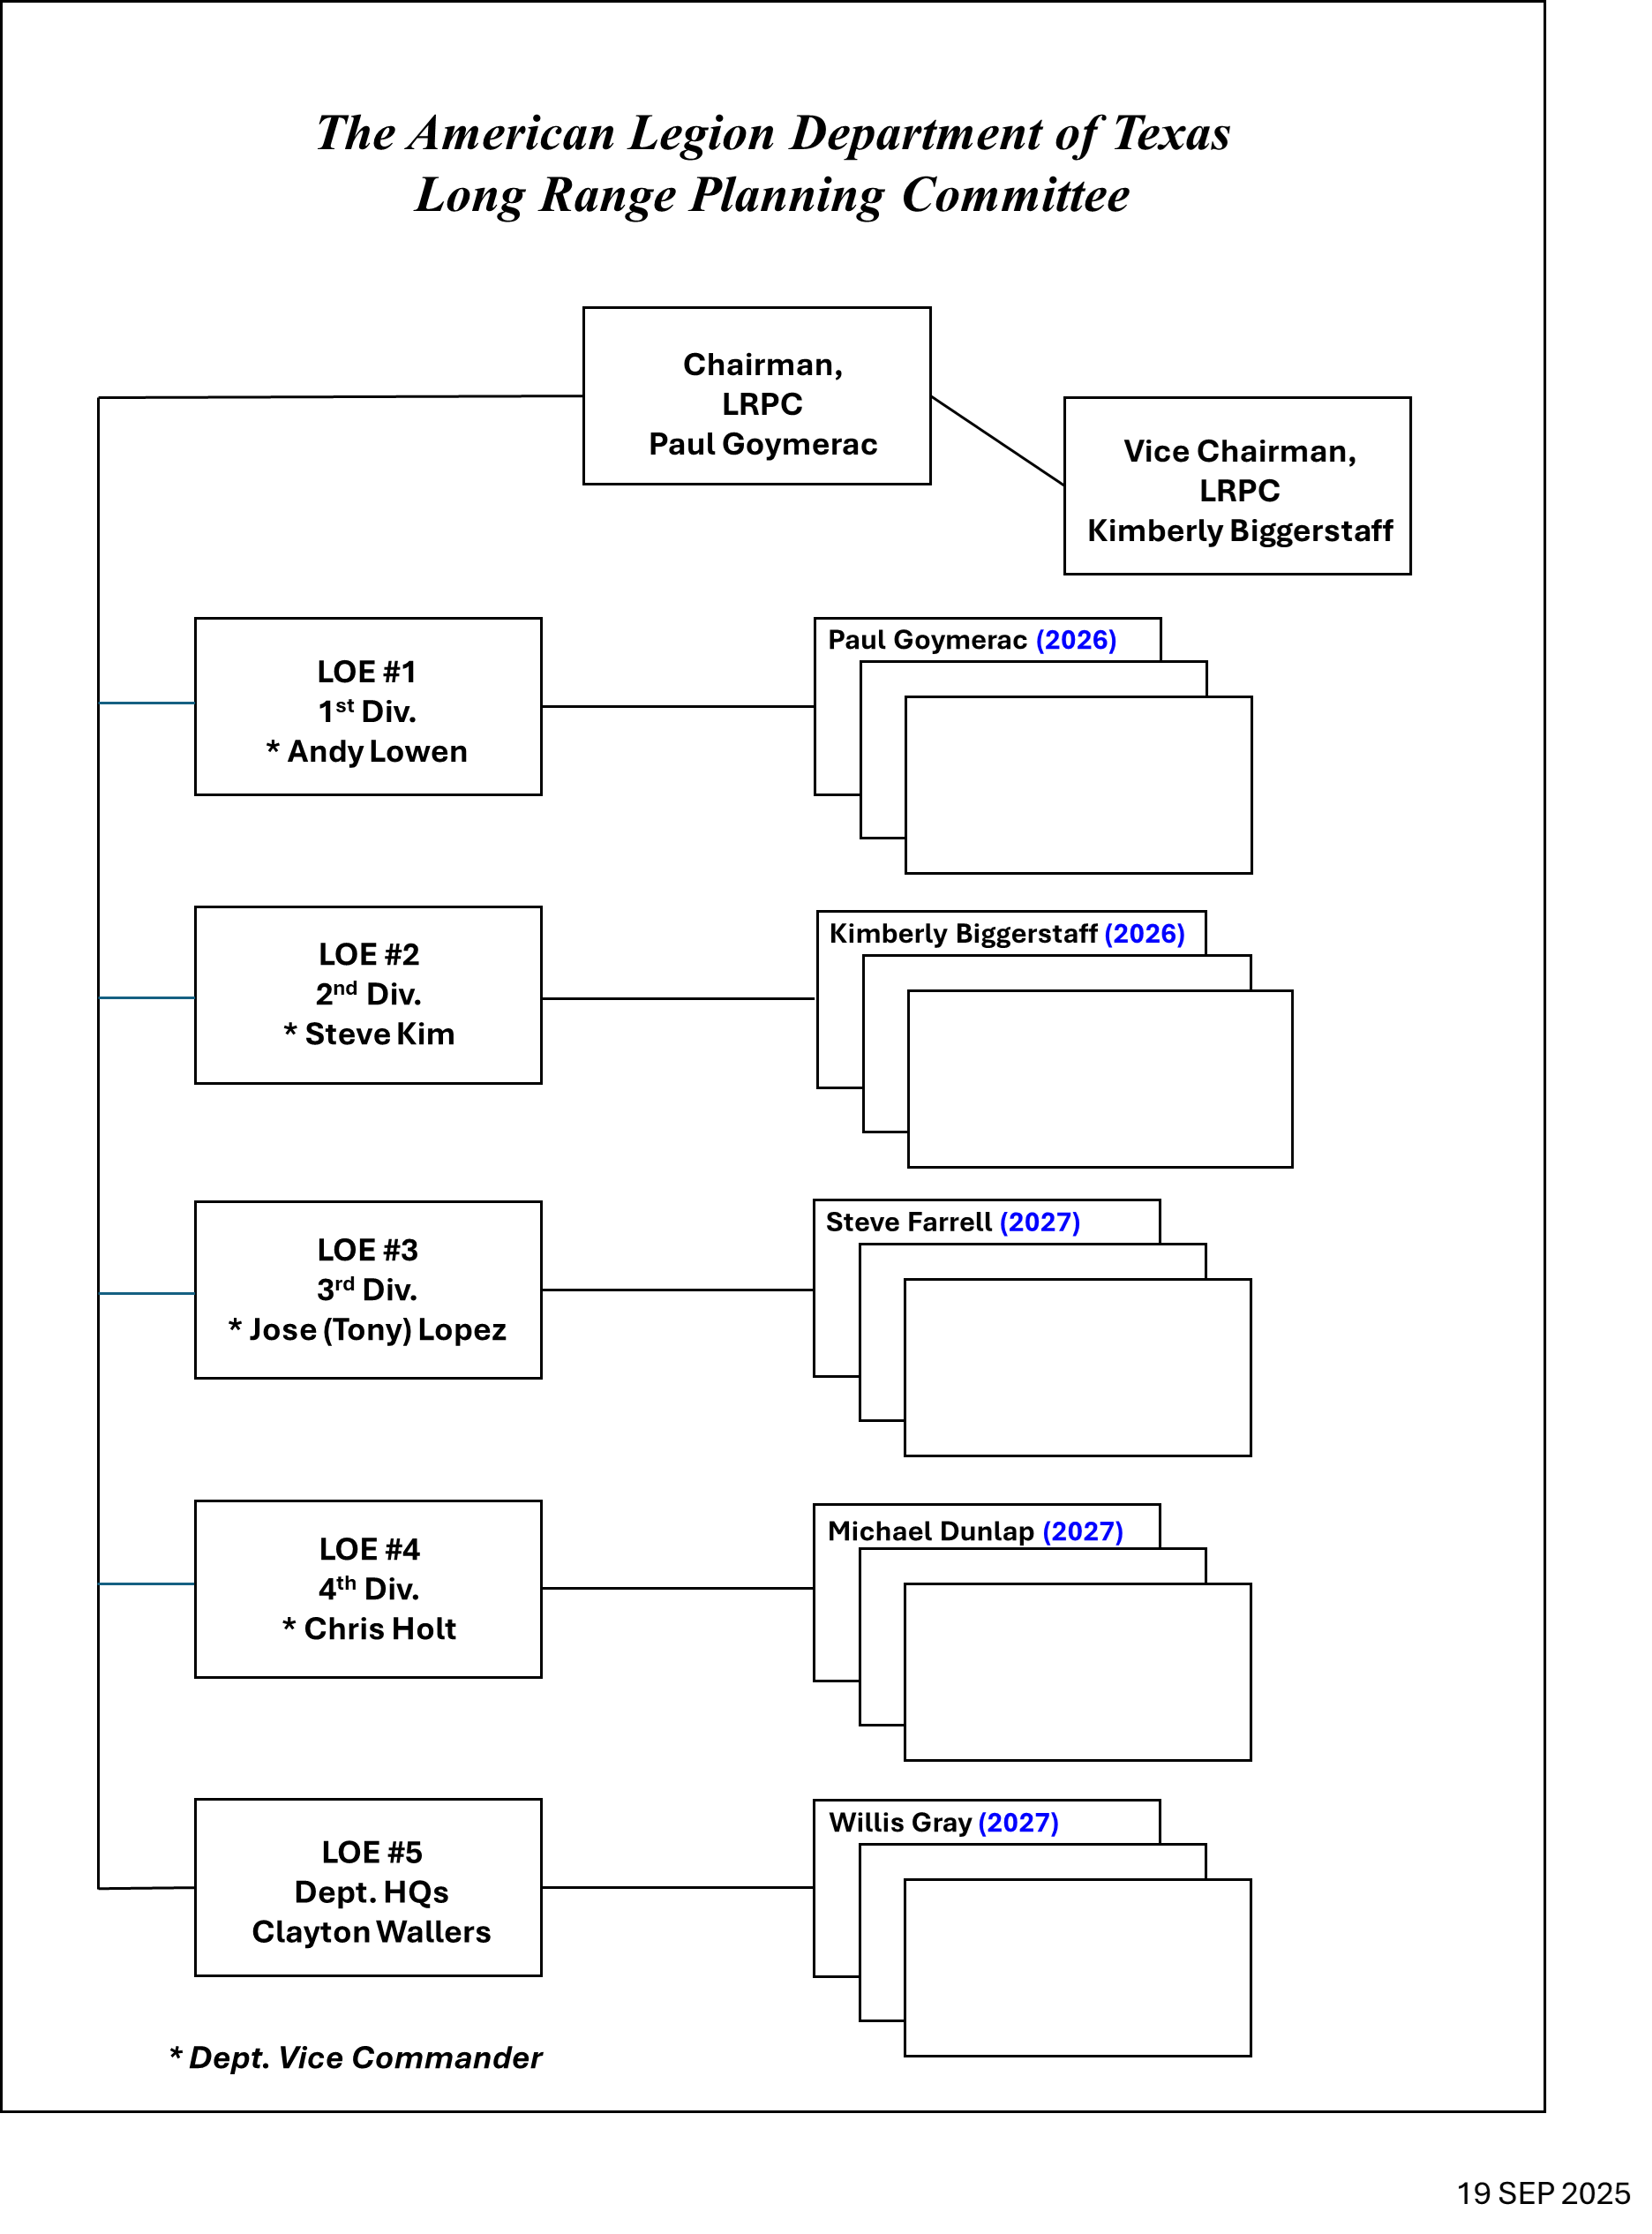 The American Legion Department of Texas
Long Range Planning Committee
Chairman,
LRPC
Paul Goymerac
Vice Chairman,
LRPC
Kimberly Biggerstaff
LOE #1
1st Div.
* Andy Lowen
Paul Goymerac (2026)
LOE #2
2nd Div.
* Steve Kim
Kimberly Biggerstaff (2026)
LOE #3
3rd Div.
* Jose (Tony) Lopez
Steve Farrell (2027)
LOE #4
4th Div.
* Chris Holt
Michael Dunlap (2027)
LOE #5
Dept. HQs
Clayton Wallers
Willis Gray (2027)
* Dept. Vice Commander
19 SEP 2025